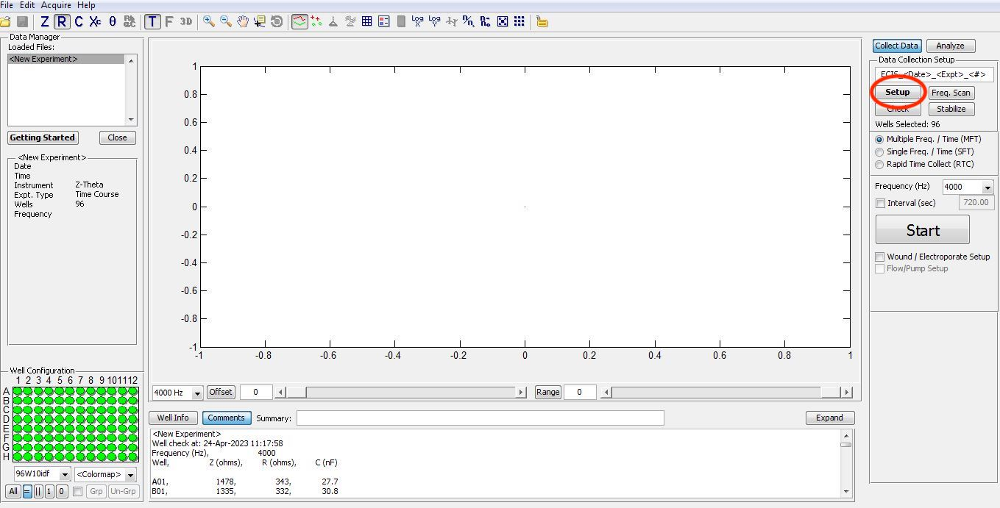 File Edit Acquire Help
Z R C Xc θ T F 3D
Data Manager
Loaded Files:
<New Experiment>
Getting Started Close
<New Experiment>
Date
Time
Instrument Z-Theta
Expt. Type Time Course
Wells 96
Frequency
Well Configuration
1 2 3 4 5 6 7 8 9 10 11 12
A
B
C
D
E
F
G
H
96W10idf <Colormap>
All = || 1 0 Grp Un-Grp
1
0.8
0.6
0.4
0.2
0
-0.2
-0.4
-0.6
-0.8
-1
-1 -0.8 -0.6 -0.4 -0.2 0 0.2 0.4 0.6 0.8 1
4000 Hz Offset 0 Range 0
Well Info Comments Summary: Expand
<New Experiment>
Well check at: 24-Apr-2023 11:17:58
Frequency (Hz), 4000
Well, Z (ohms), R (ohms), C (nF)
A01, 1478, 343, 27.7
B01, 1335, 332, 30.8
Collect Data Analyze
Data Collection Setup
ECIS_<Date>_<Expt>_<#>
Setup Freq. Scan
Check Stabilize
Wells Selected: 96
Multiple Freq. / Time (MFT)
Single Freq. / Time (SFT)
Rapid Time Collect (RTC)
Frequency (Hz) 4000
Interval (sec) 720.00
Start
Wound / Electroporate Setup
Flow/Pump Setup